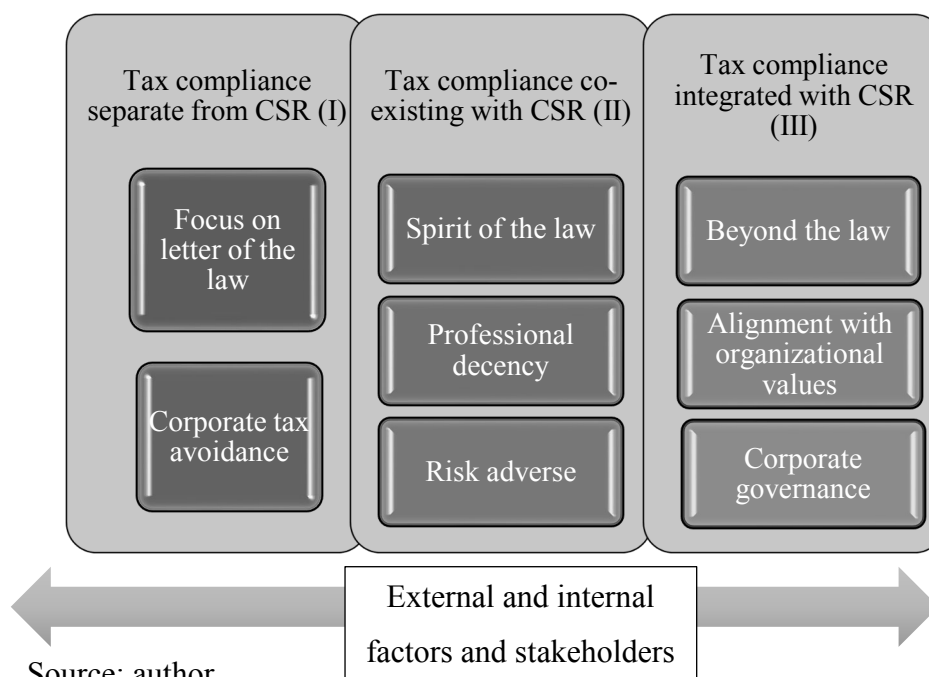 Tax compliance
separate from CSR (I)
Focus on
letter of the
law
Corporate tax
avoidance
Tax compliance co-
existing with CSR (II)
Spirit of the law
Professional
decency
Risk adverse
Tax compliance
integrated with CSR
(III)
Beyond the law
Alignment with
organizational
values
Corporate
governance
External and internal
factors and stakeholders
Source: author